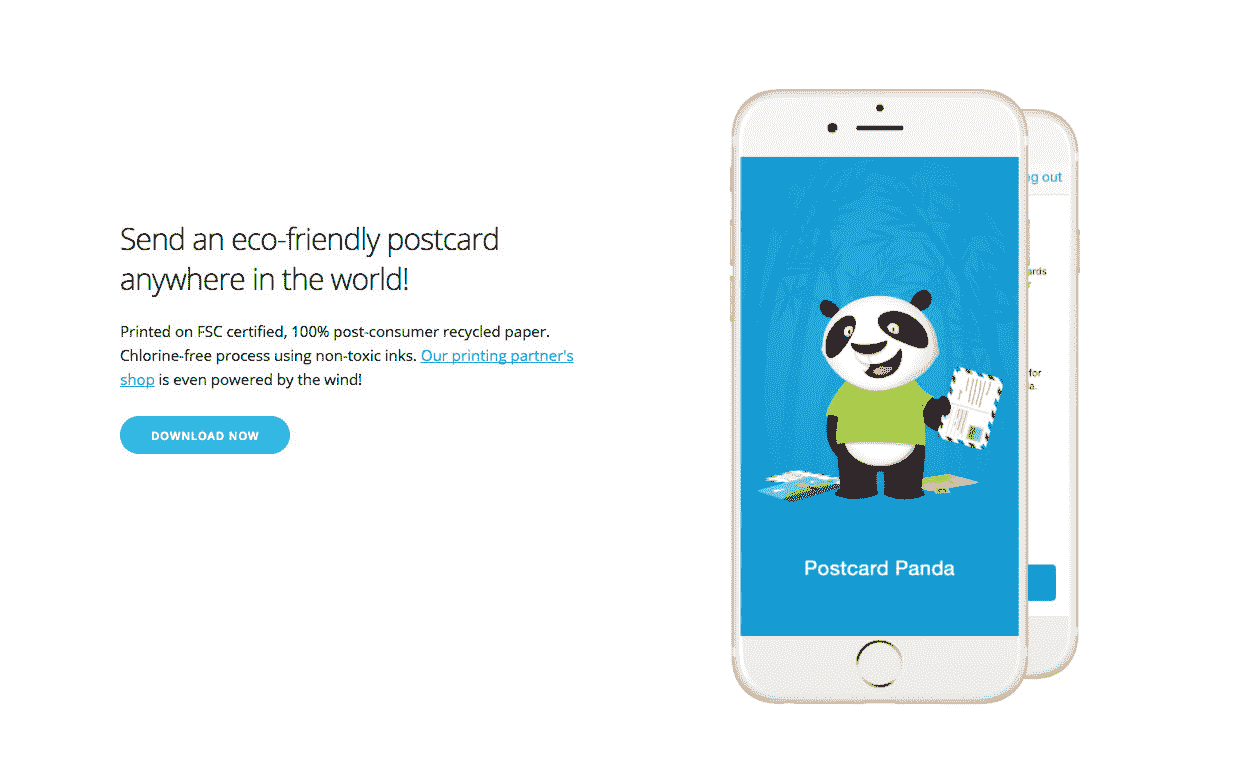 Send an eco-friendly postcard
anywhere in the world!
Printed on FSC certified, 100% post-consumer recycled paper.
Chlorine-free process using non-toxic inks. Our printing partner's
shop is even powered by the wind!
DOWNLOAD NOW
Postcard Panda
out
for